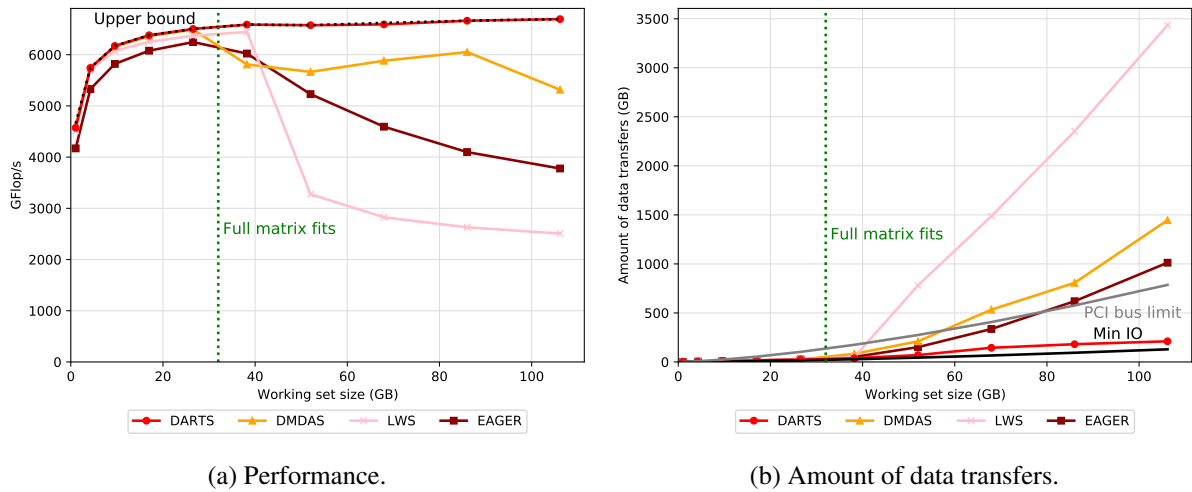 Upper bound
6000
5000
4000
3000
2000
1000
0
GFlop/s
Full matrix fits
0 20 40 60 80 100
Working set size (GB)
DARTS DMDAS LWS EAGER
(a) Performance.
3500
3000
2500
2000
1500
1000
500
0
Amount of data transfers (GB)
Full matrix fits
PCI bus limit
Min IO
0 20 40 60 80 100
Working set size (GB)
DARTS DMDAS LWS EAGER
(b) Amount of data transfers.